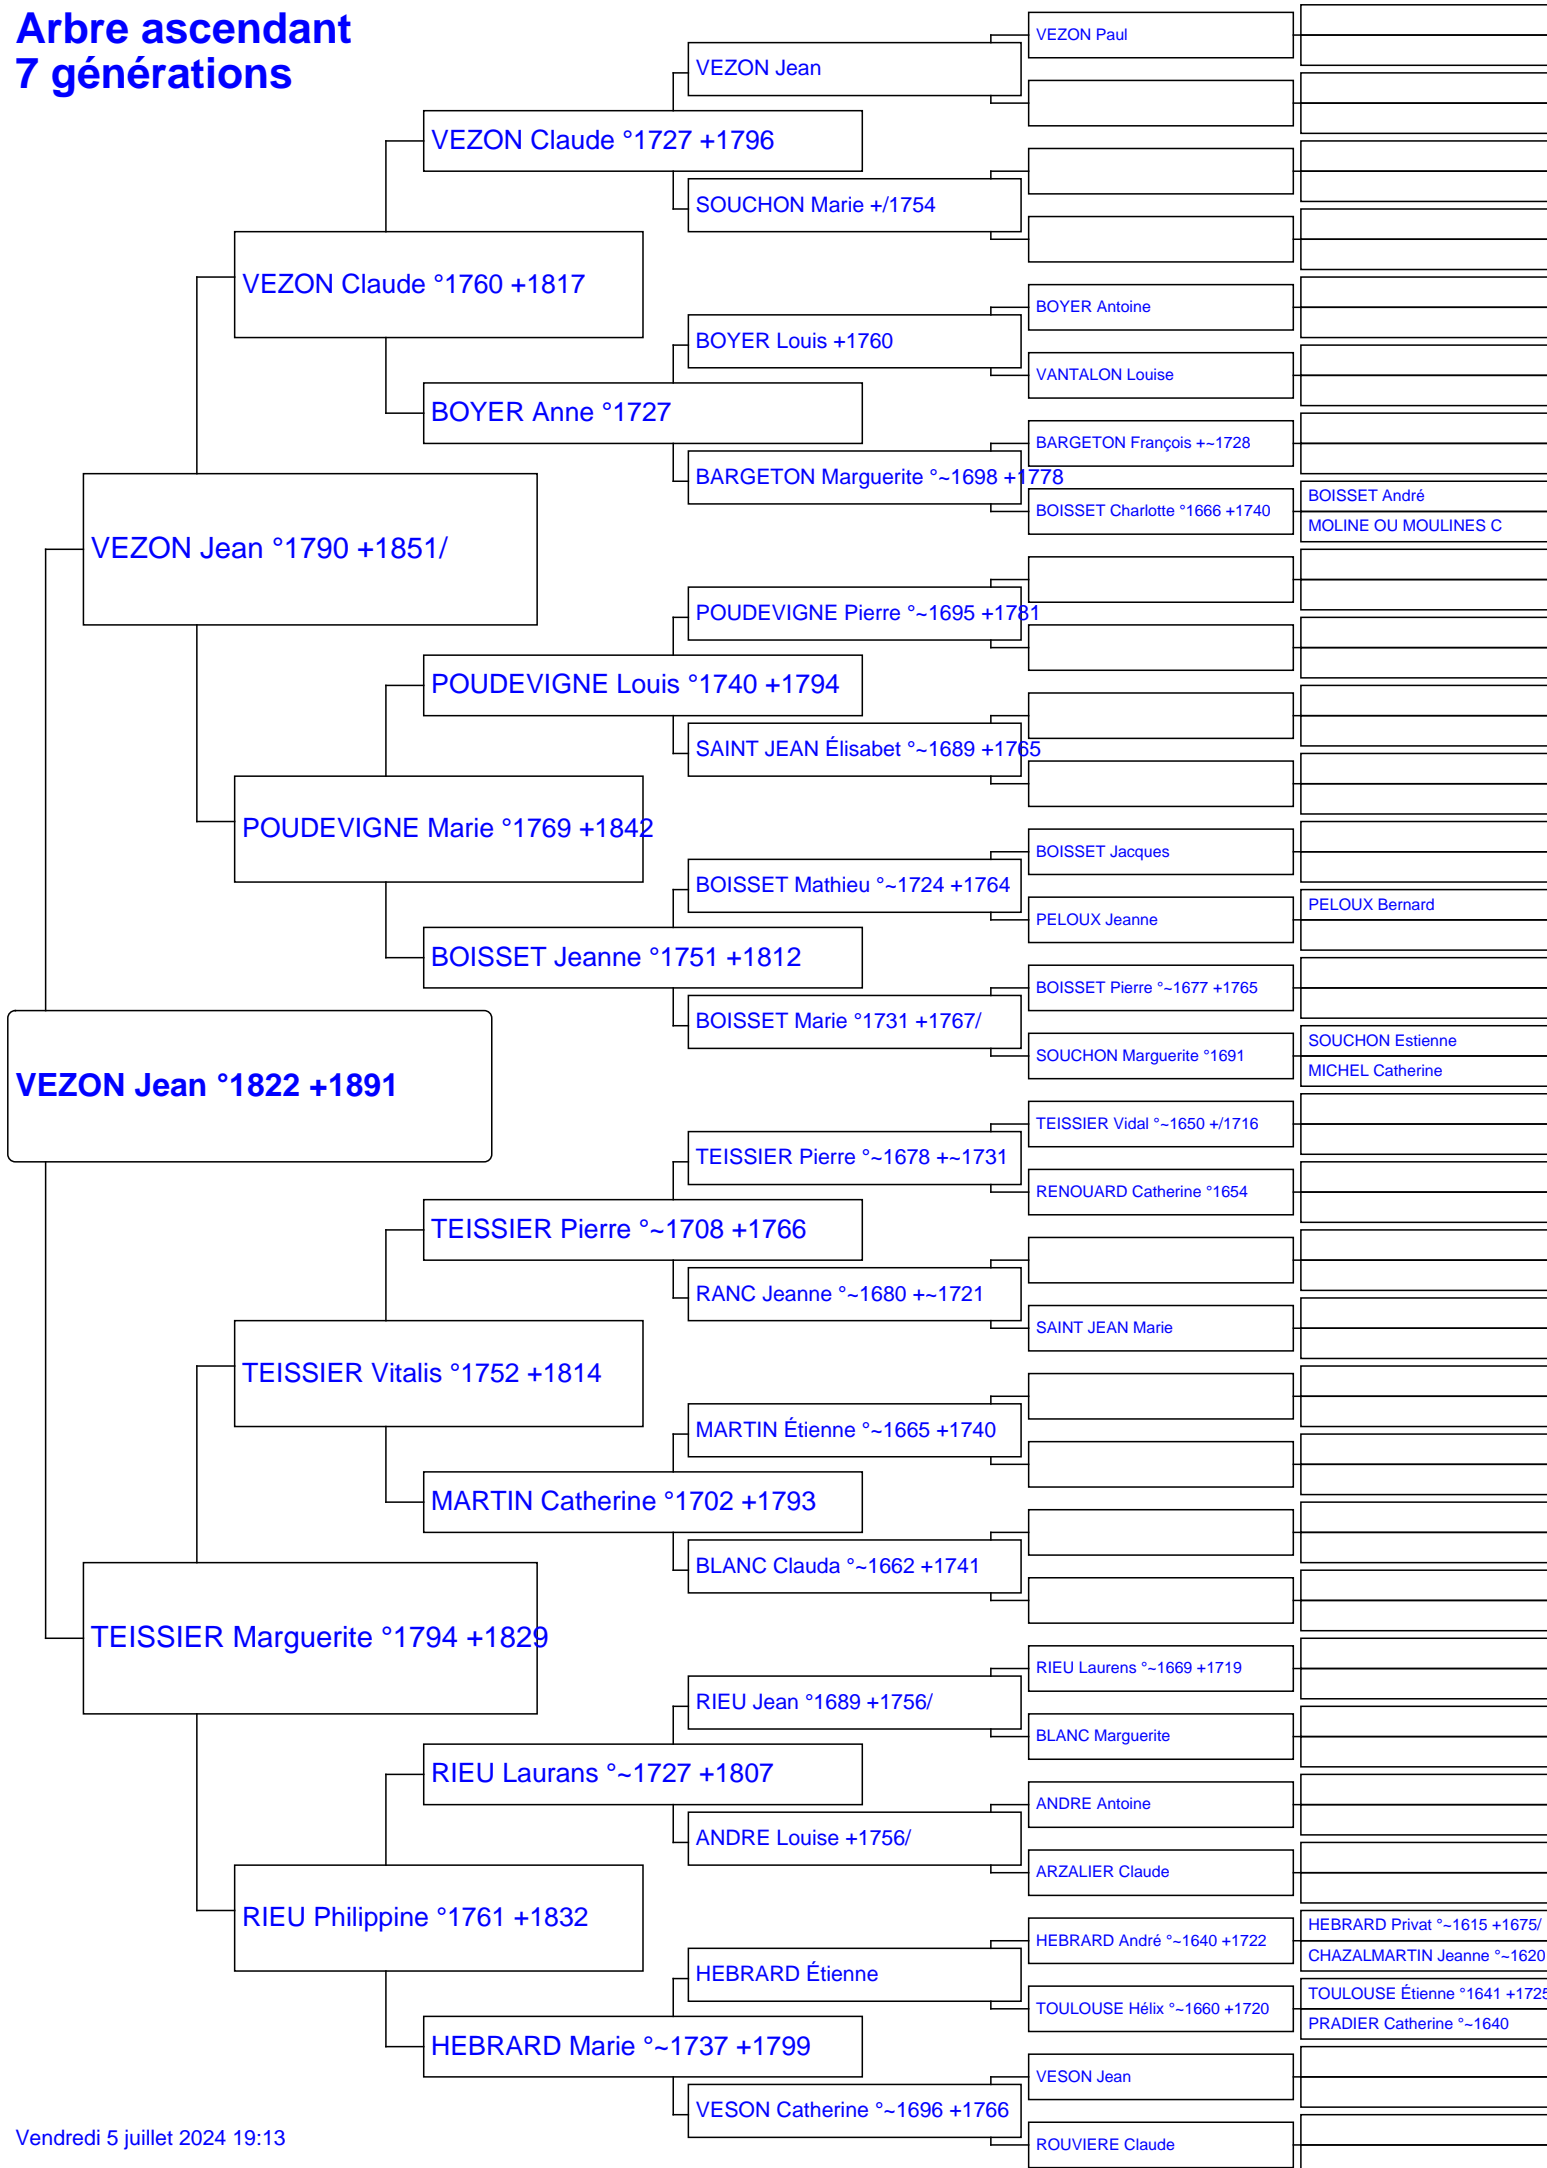 Arbre ascendant
7 générations
VEZON Jean °1822 +1891
VEZON Jean °1790 +1851/
TEISSIER Marguerite °1794 +1829
VEZON Claude °1760 +1817
POUDEVIGNE Marie °1769 +1842
TEISSIER Vitalis °1752 +1814
RIEU Philippine °1761 +1832
VEZON Claude °1727 +1796
BOYER Anne °1727
POUDEVIGNE Louis °1740 +1794
BOISSET Jeanne °1751 +1812
TEISSIER Pierre °~1708 +1766
MARTIN Catherine °1702 +1793
RIEU Laurans °~1727 +1807
HEBRARD Marie °~1737 +1799
VEZON Jean
SOUCHON Marie +/1754
BOYER Louis +1760
BARGETON Marguerite °~1698 +1778
POUDEVIGNE Pierre °~1695 +1781
SAINT JEAN Élisabet °~1689 +1765
BOISSET Mathieu °~1724 +1764
BOISSET Marie °1731 +1767/
TEISSIER Pierre °~1678 +~1731
RANC Jeanne °~1680 +~1721
MARTIN Étienne °~1665 +1740
BLANC Clauda °~1662 +1741
RIEU Jean °1689 +1756/
ANDRE Louise +1756/
HEBRARD Étienne
VESON Catherine °~1696 +1766
VEZON Paul
BOYER Antoine
VANTALON Louise
BARGETON François +~1728
BOISSET Charlotte °1666 +1740
BOISSET Jacques
PELOUX Jeanne
BOISSET Pierre °~1677 +1765
SOUCHON Marguerite °1691
TEISSIER Vidal °~1650 +/1716
RENOUARD Catherine °1654
SAINT JEAN Marie
RIEU Laurens °~1669 +1719
BLANC Marguerite
ANDRE Antoine
ARZALIER Claude
HEBRARD André °~1640 +1722
TOULOUSE Hélix °~1660 +1720
VESON Jean
ROUVIERE Claude
BOISSET André
MOLINE OU MOULINES C
PELOUX Bernard
SOUCHON Estienne
MICHEL Catherine
HEBRARD Privat °~1615 +1675/
CHAZALMARTIN Jeanne °~1620
TOULOUSE Étienne °1641 +1725
PRADIER Catherine °~1640
Vendredi 5 juillet 2024 19:13